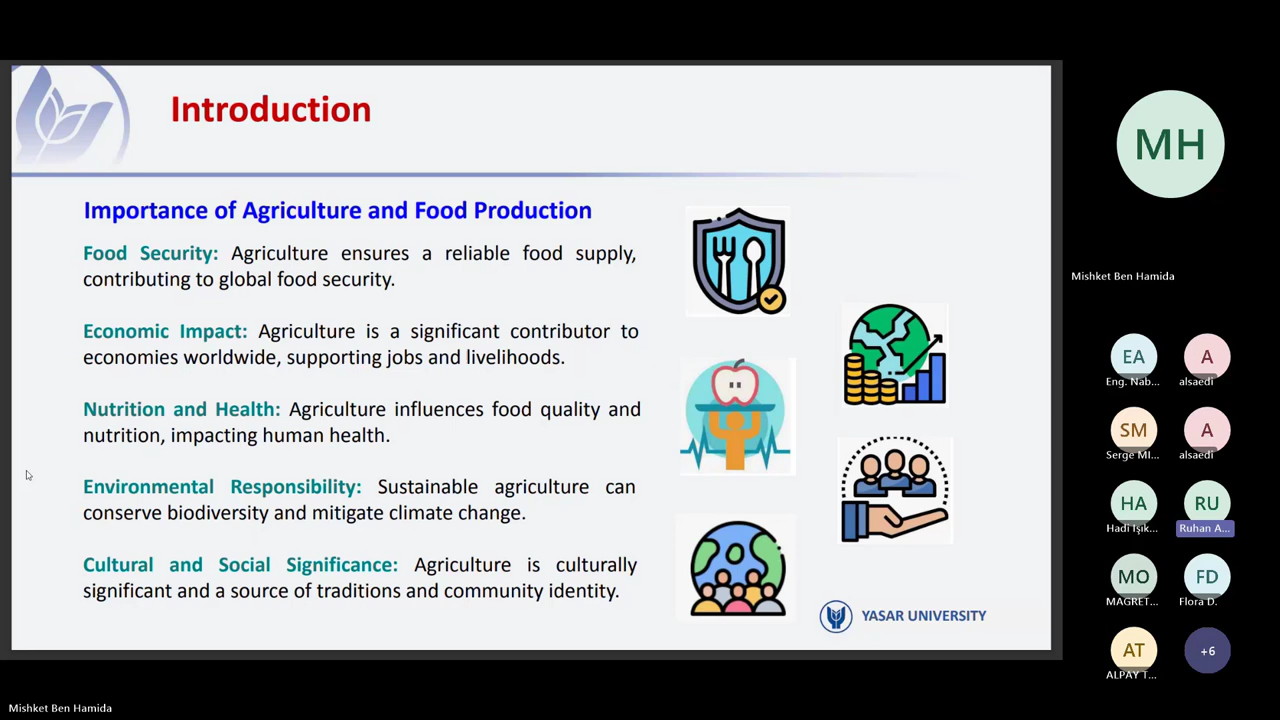 Introduction
Importance of Agriculture and Food Production
Food Security: Agriculture ensures a reliable food supply,
contributing to global food security.
Economic Impact: Agriculture is a significant contributor to
economies worldwide, supporting jobs and livelihoods.
Nutrition and Health: Agriculture influences food quality and
nutrition, impacting human health.
Environmental Responsibility: Sustainable agriculture can
conserve biodiversity and mitigate climate change.
Cultural and Social Significance: Agriculture is culturally
significant and a source of traditions and community identity.
YASAR UNIVERSITY
MH
Mishket Ben Hamida
EA
A
Eng. Nab...
alsaedi
SM
A
Serge MI...
alsaedi
HA
RU
Hadi Işık...
Ruhan A...
MO
FD
MAGRET...
Flora D.
AT
+6
ALPAY T...
Mishket Ben Hamida